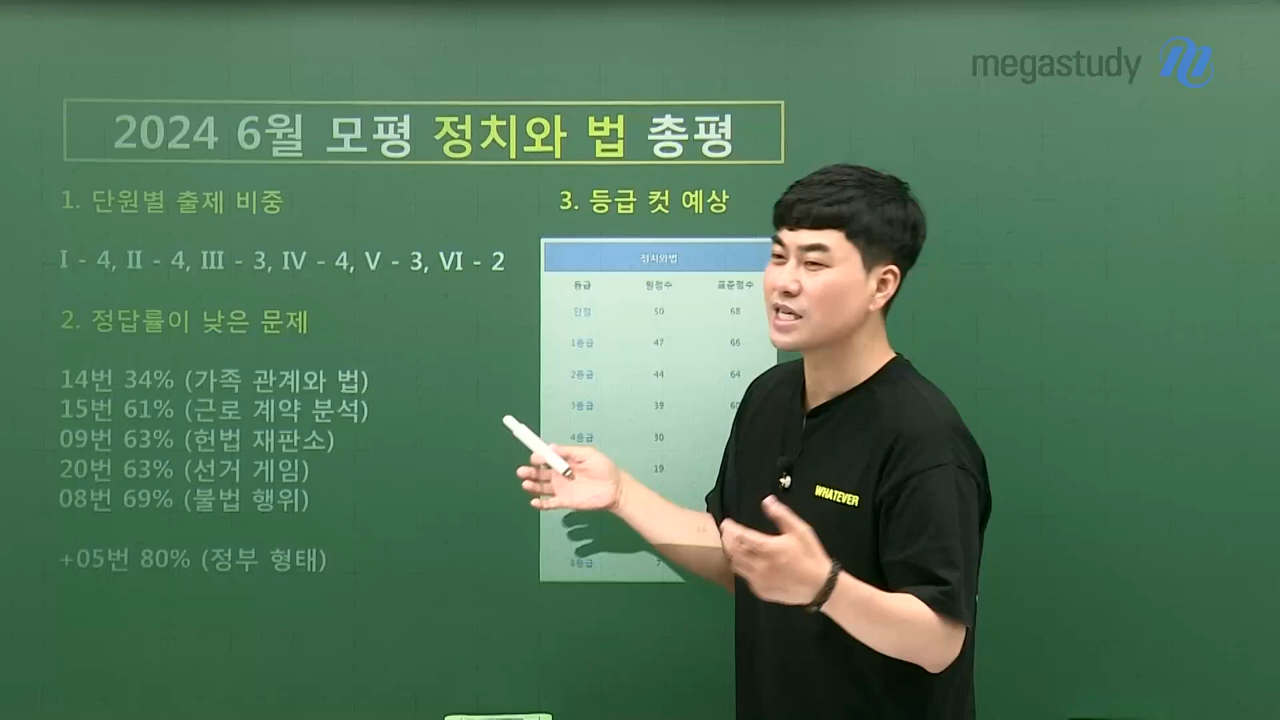 megastudy
2024 6월 모평 정치와 법 총평
1. 단원별 출제 비중
I - 4, II - 4, III - 3, IV - 4, V - 3, VI - 2
2. 정답률이 낮은 문제
14번 34% (가족 관계와 법)
15번 61% (근로 계약 분석)
09번 63% (헌법 재판소)
20번 63% (선거 게임)
08번 69% (불법 행위)
+05번 80% (정부 형태)
3. 등급 컷 예상
정치와법
등급 원점수 표준점수
만점 50 68
1등급 47 66
2등급 44 64
3등급 39 60
4등급 30
19
8등급 7
WHATEVER